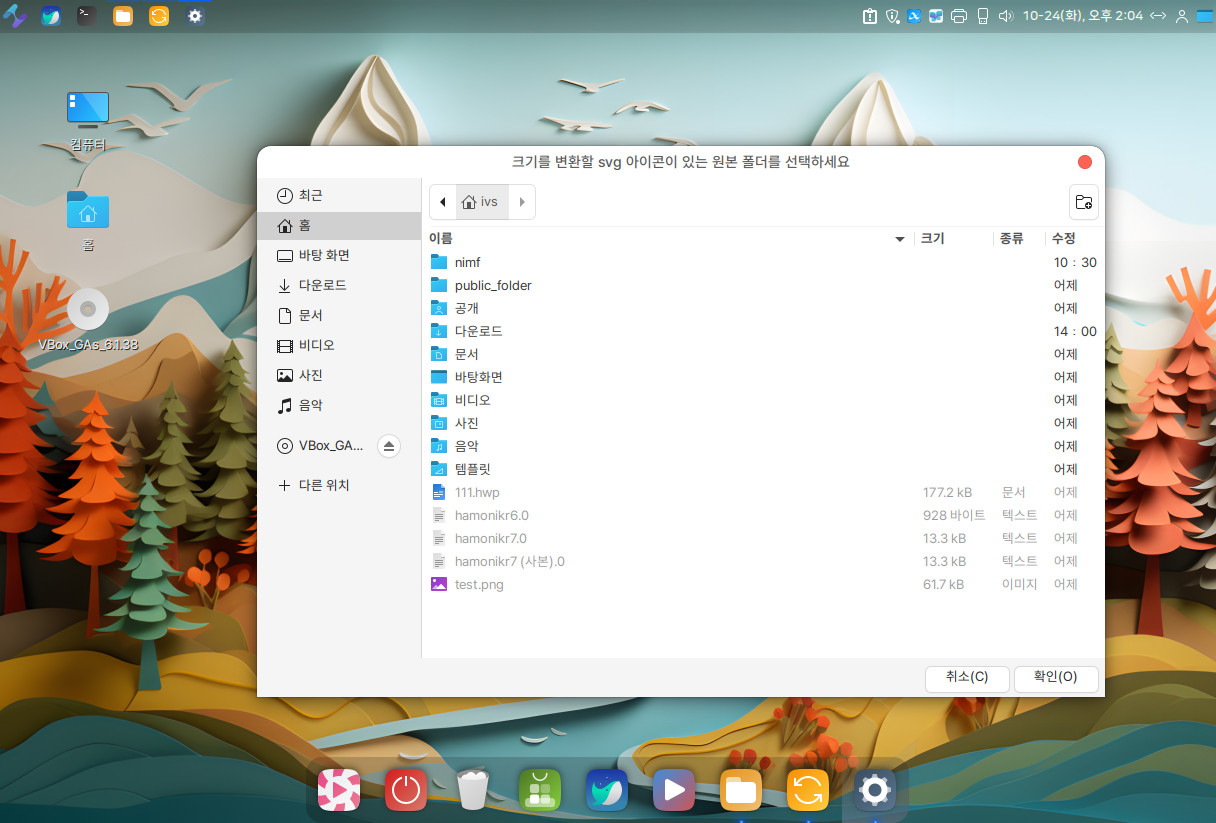 10-24(화), 오후 2:04
컴퓨터
홈
VBox_GAs_6.1.38
크기를 변환할 svg 아이콘이 있는 원본 폴더를 선택하세요
최근
홈
바탕 화면
다운로드
문서
비디오
사진
음악
VBox_GA...
다른 위치
ivs
이름 크기 종류 수정
nimf 10 : 30
public_folder 어제
공개 어제
다운로드 14 : 00
문서 어제
바탕화면 어제
비디오 어제
사진 어제
음악 어제
템플릿 어제
111.hwp 177.2 kB 문서 어제
hamonikr6.0 928 바이트 텍스트 어제
hamonikr7.0 13.3 kB 텍스트 어제
hamonikr7 (사본).0 13.3 kB 텍스트 어제
test.png 61.7 kB 이미지 어제
취소(C) 확인(O)